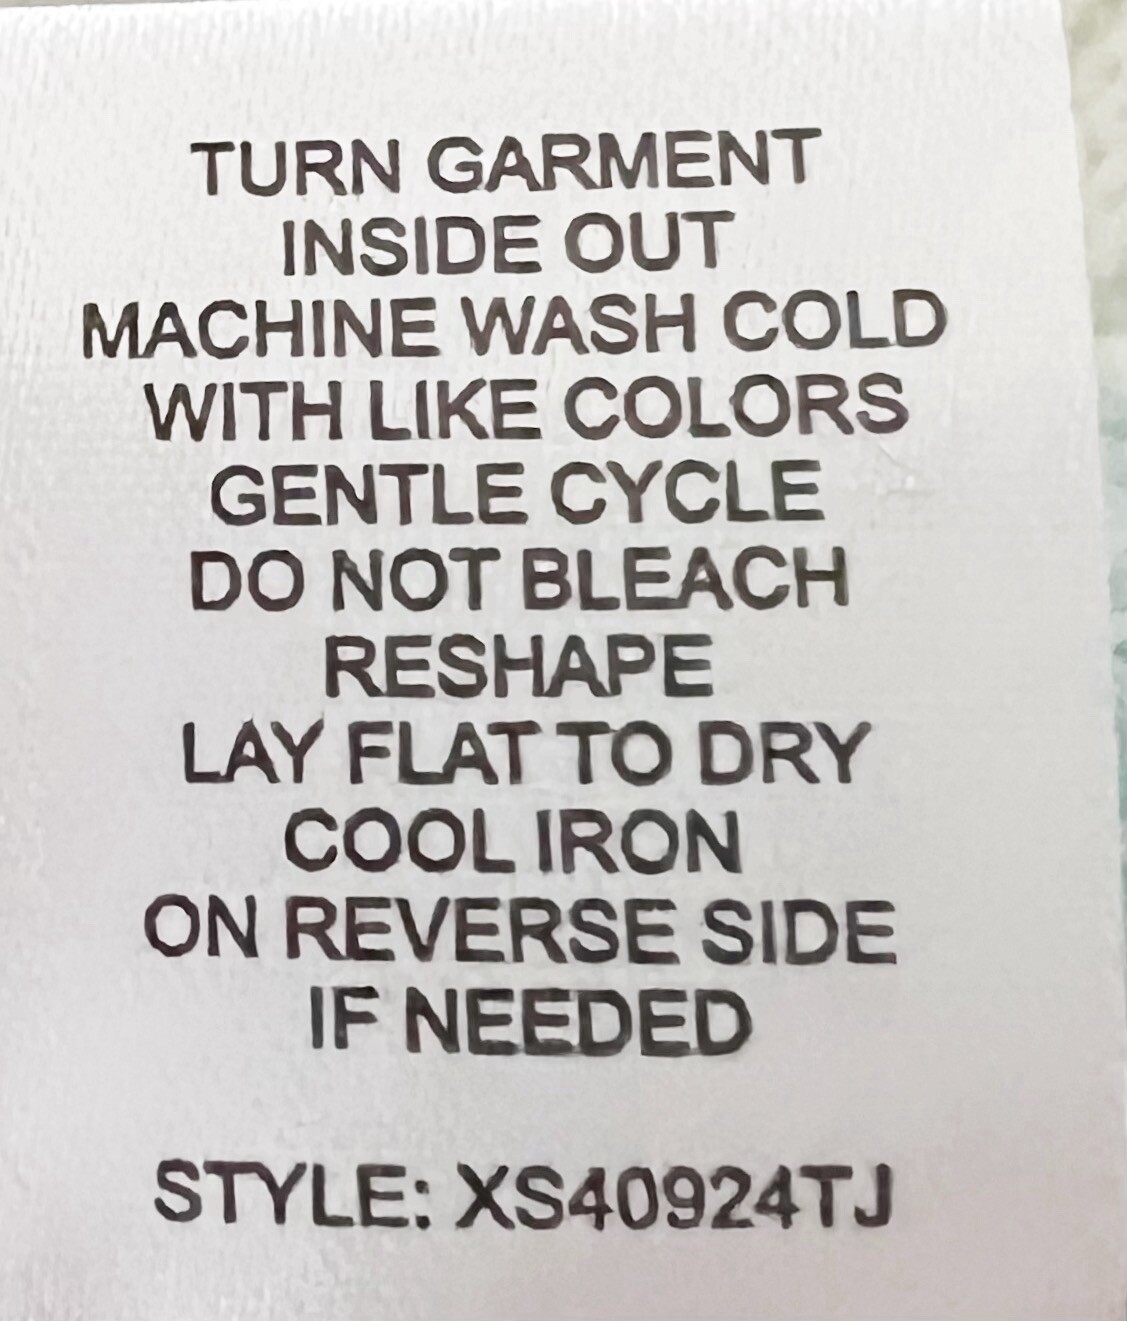 TURN GARMENT
INSIDE OUT
MACHINE WASH COLD
WITH LIKE COLORS
GENTLE CYCLE
DO NOT BLEACH
RESHAPE
LAY FLAT TO DRY
COOL IRON
ON REVERSE SIDE
IF NEEDED
STYLE: XS40924TJ